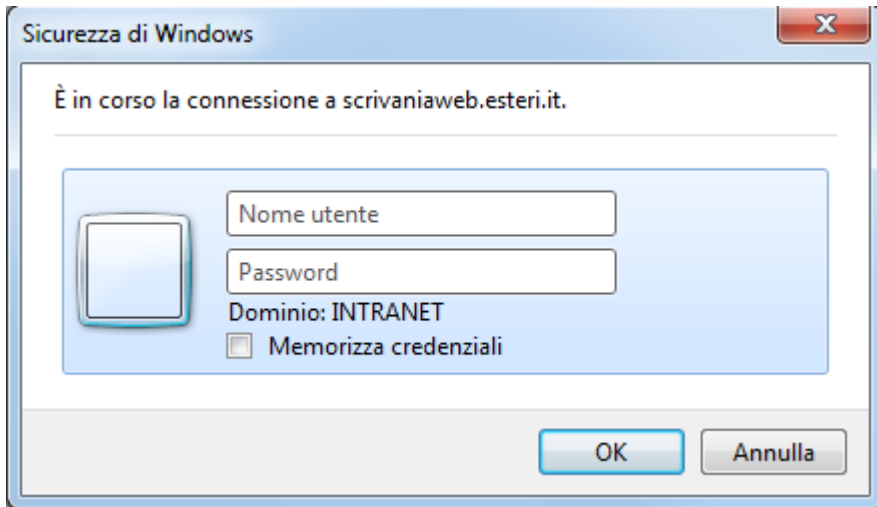 Sicurezza di Windows
È in corso la connessione a scrivaniaweb.esteri.it.
Nome utente
Password
Dominio: INTRANET
Memorizza credenziali
OK
Annulla